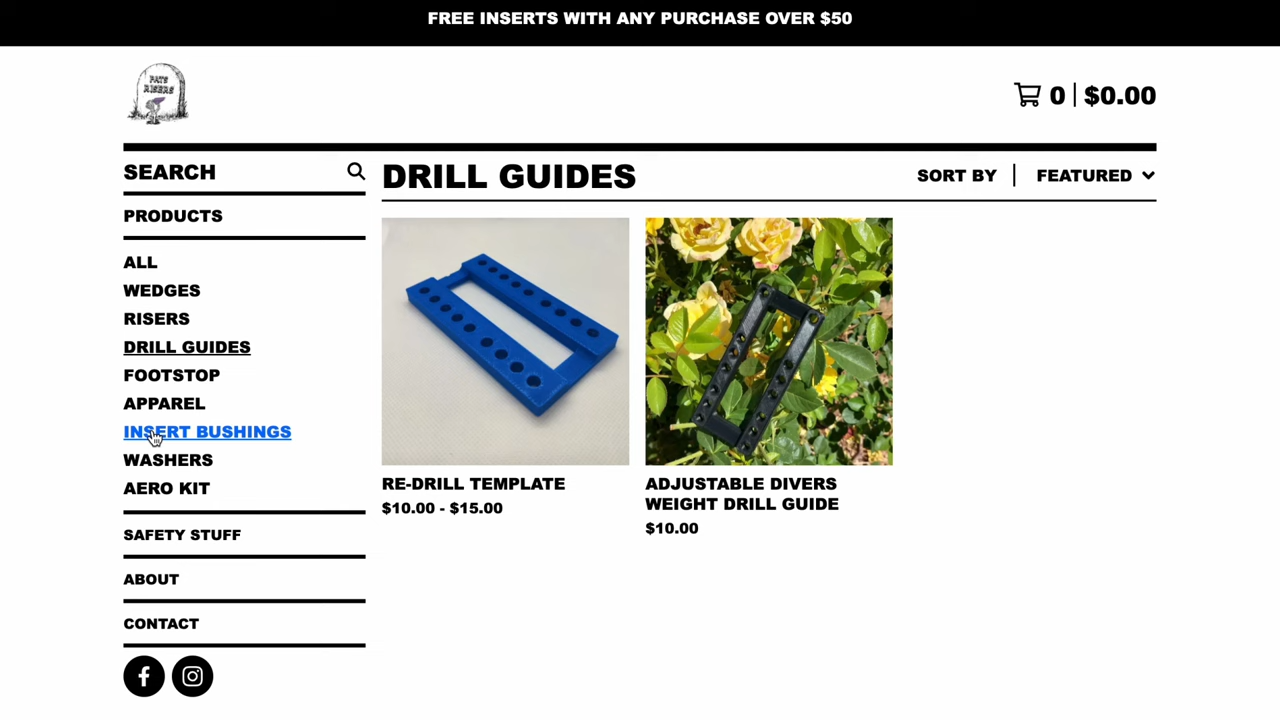 FREE INSERTS WITH ANY PURCHASE OVER $50
PATS
RISERS
0 | $0.00
SEARCH
DRILL GUIDES
SORT BY | FEATURED
PRODUCTS
ALL
WEDGES
RISERS
DRILL GUIDES
FOOTSTOP
APPAREL
INSERT BUSHINGS
WASHERS
AERO KIT
RE-DRILL TEMPLATE
$10.00 - $15.00
ADJUSTABLE DIVERS
WEIGHT DRILL GUIDE
$10.00
SAFETY STUFF
ABOUT
CONTACT